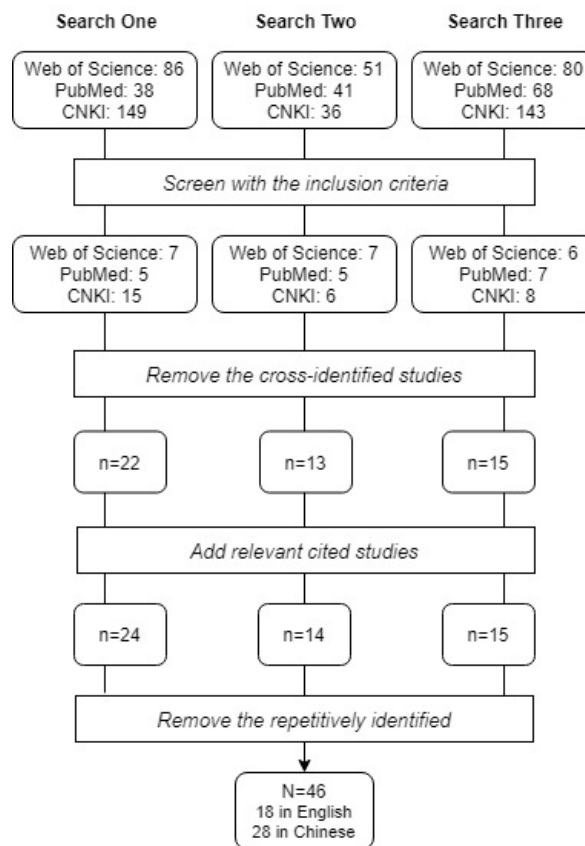 Search One
Search Two
Search Three
Web of Science: 86
PubMed: 38
CNKI: 149
Web of Science: 51
PubMed: 41
CNKI: 36
Web of Science: 80
PubMed: 68
CNKI: 143
Screen with the inclusion criteria
Web of Science: 7
PubMed: 5
CNKI: 15
Web of Science: 7
PubMed: 5
CNKI: 6
Web of Science: 6
PubMed: 7
CNKI: 8
Remove the cross-identified studies
n=22
n=13
n=15
Add relevant cited studies
n=24
n=14
n=15
Remove the repetitively identified
N=46
18 in English
28 in Chinese